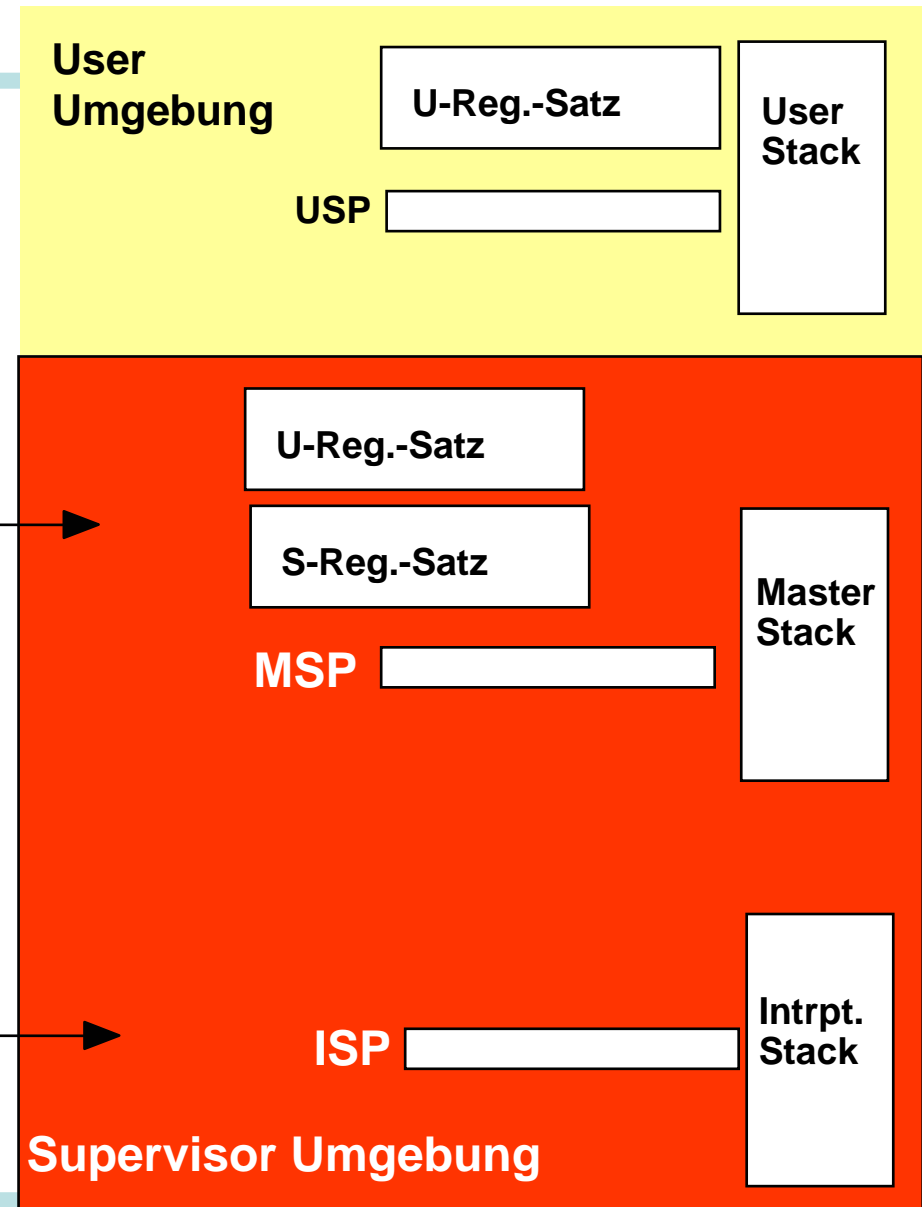 User
Umgebung
U-Reg.-Satz
User
Stack
USP
U-Reg.-Satz
S-Reg.-Satz
Master
Stack
MSP
Intrpt.
Stack
ISP
Supervisor Umgebung